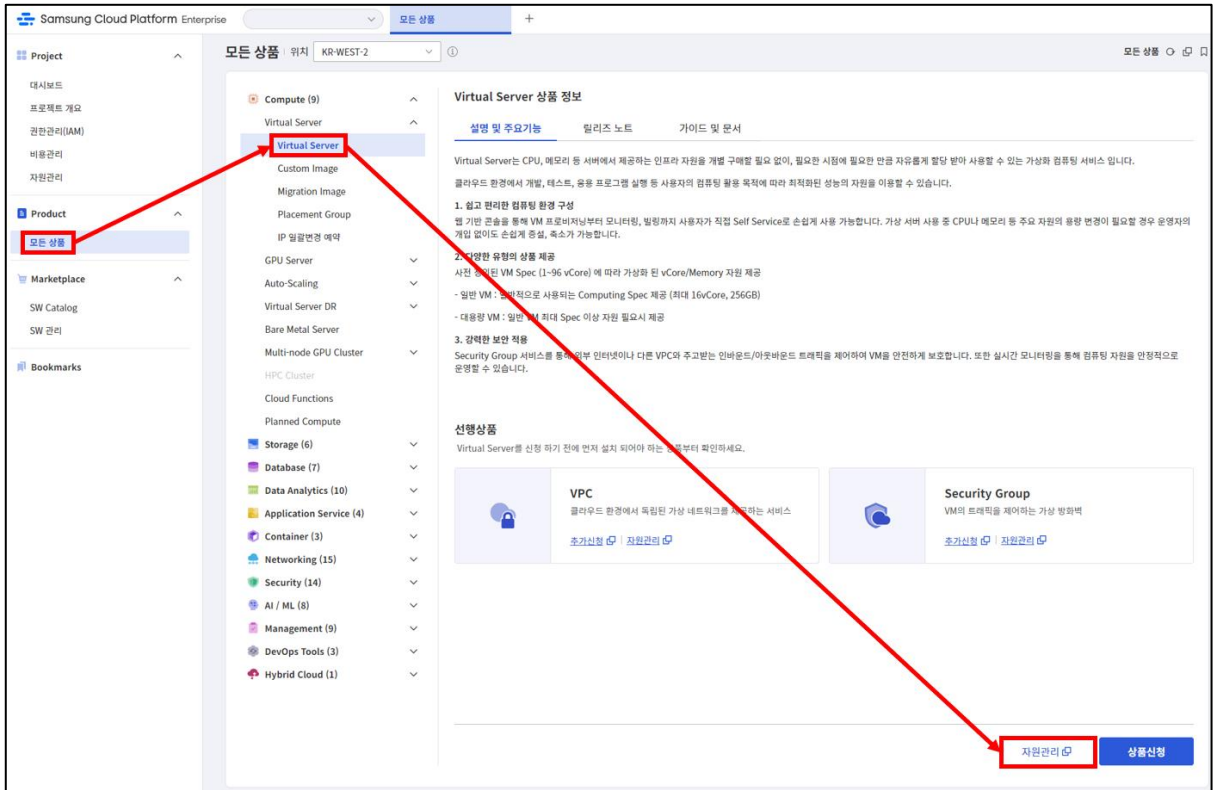 Samsung Cloud Platform Enterprise
모든 상품
Project
대시보드
프로젝트 개요
권한관리(IAM)
비용관리
자원관리
Product
모든 상품
Marketplace
SW Catalog
SW 관리
Bookmarks
모든 상품 위치 KR-WEST-2
모든 상품
Compute (9)
Virtual Server
Virtual Server
Custom Image
Migration Image
Placement Group
IP 일괄변경 예약
GPU Server
Auto-Scaling
Virtual Server DR
Bare Metal Server
Multi-node GPU Cluster
HPC Cluster
Cloud Functions
Planned Compute
Storage (6)
Database (7)
Data Analytics (10)
Application Service (4)
Container (3)
Networking (15)
Security (14)
AI / ML (8)
Management (9)
DevOps Tools (3)
Hybrid Cloud (1)
Virtual Server 상품 정보
설명 및 주요기능 릴리즈 노트 가이드 및 문서
Virtual Server는 CPU, 메모리 등 서버에서 제공하는 인프라 자원을 개별 구매할 필요 없이, 필요한 시점에 필요한 만큼 자유롭게 할당 받아 사용할 수 있는 가상화 컴퓨팅 서비스 입니다.
클라우드 환경에서 개발, 테스트, 응용 프로그램 실행 등 사용자의 컴퓨팅 활용 목적에 따라 최적화된 성능의 자원을 이용할 수 있습니다.
1. 쉽고 편리한 컴퓨팅 환경 구성
웹 기반 콘솔을 통해 VM 프로비저닝부터 모니터링, 빌링까지 사용자가 직접 Self Service로 손쉽게 사용 가능합니다. 가상 서버 사용 중 CPU나 메모리 등 주요 자원의 용량 변경이 필요할 경우 운영자의
개입 없이도 손쉽게 증설, 축소가 가능합니다.
2. 다양한 유형의 상품 제공
사전 정의된 VM Spec (1~96 vCore) 에 따라 가상화 된 vCore/Memory 자원 제공
- 일반 VM : 일반적으로 사용되는 Computing Spec 제공 (최대 16vCore, 256GB)
- 대용량 VM : 일반 VM 최대 Spec 이상 자원 필요시 제공
3. 강력한 보안 적용
Security Group 서비스를 통해 외부 인터넷이나 다른 VPC와 주고받는 인바운드/아웃바운드 트래픽을 제어하여 VM을 안전하게 보호합니다. 또한 실시간 모니터링을 통해 컴퓨팅 자원을 안정적으로
운영할 수 있습니다.
선행상품
Virtual Server를 신청 하기 전에 먼저 설치 되어야 하는 상품부터 확인하세요.
VPC
클라우드 환경에서 독립된 가상 네트워크를 제공하는 서비스
추가신청 자원관리
Security Group
VM의 트래픽을 제어하는 가상 방화벽
추가신청 자원관리
자원관리 상품신청